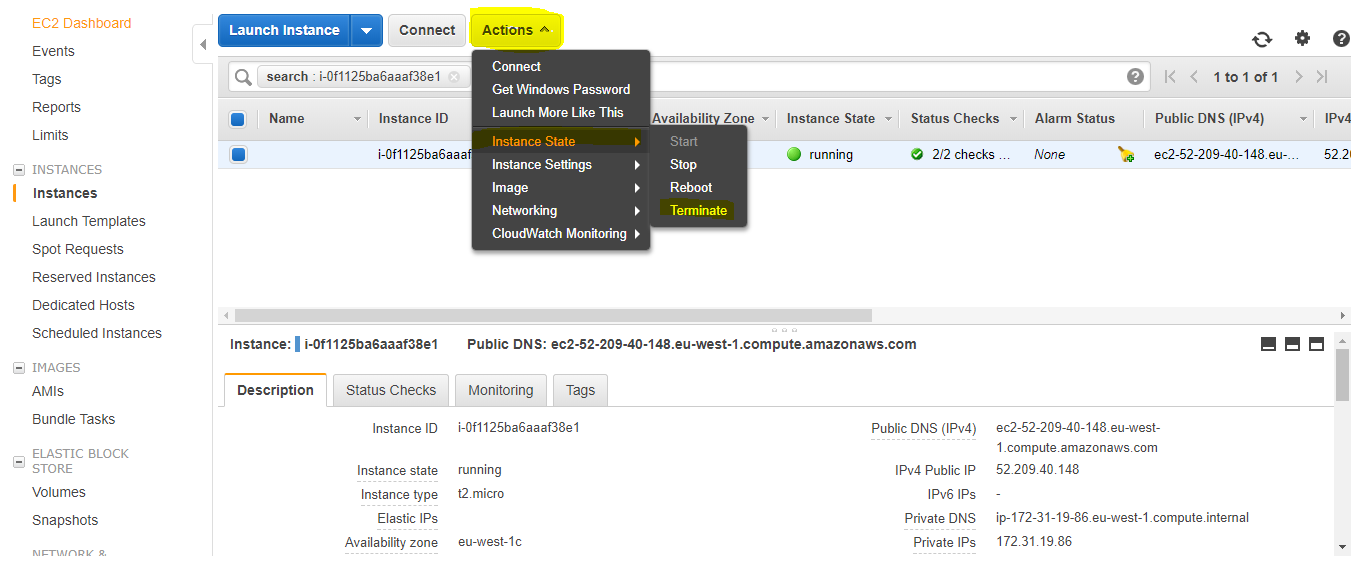 EC2 Dashboard
Events
Tags
Reports
Limits
INSTANCES
Instances
Launch Templates
Spot Requests
Reserved Instances
Dedicated Hosts
Scheduled Instances
IMAGES
AMIs
Bundle Tasks
ELASTIC BLOCK
STORE
Volumes
Snapshots
NETWORK &
Launch Instance Connect Actions
search : i-0f1125ba6aaaf38e1 1 to 1 of 1
Connect
Get Windows Password
Launch More Like This
Instance State
Instance Settings
Image
Networking
CloudWatch Monitoring
Start
Stop
Reboot
Terminate
Name Instance ID Availability Zone Instance State Status Checks Alarm Status Public DNS (IPv4) IPv4
i-0f1125ba6aaaf running 2/2 checks ... None ec2-52-209-40-148.eu-... 52.20
Instance: i-0f1125ba6aaaf38e1 Public DNS: ec2-52-209-40-148.eu-west-1.compute.amazonaws.com
Description Status Checks Monitoring Tags
Instance ID i-0f1125ba6aaaf38e1
Instance state running
Instance type t2.micro
Elastic IPs
Availability zone eu-west-1c
Public DNS (IPv4) ec2-52-209-40-148.eu-west-
1.compute.amazonaws.com
IPv4 Public IP 52.209.40.148
IPv6 IPs -
Private DNS ip-172-31-19-86.eu-west-1.compute.internal
Private IPs 172.31.19.86